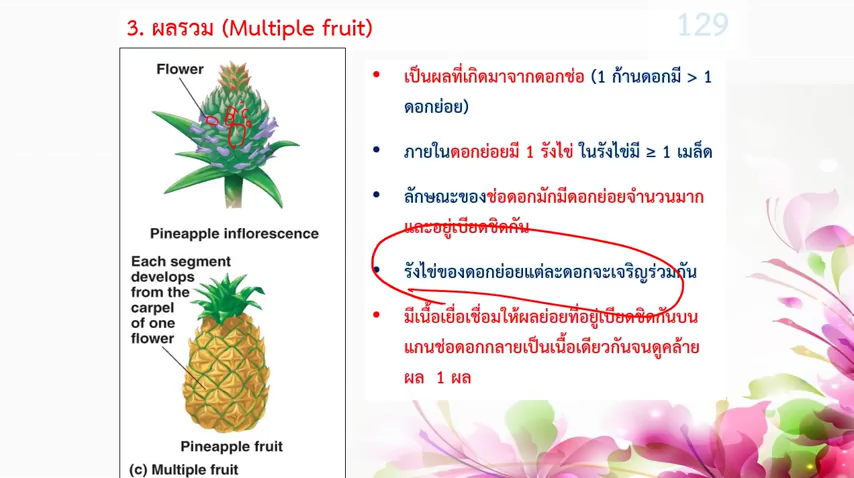 3. ผลรวม (Multiple fruit)
129
Flower
Pineapple inflorescence
Each segment
develops
from the
carpel
of one
flower
Pineapple fruit
(c) Multiple fruit
• เป็นผลที่เกิดมาจากดอกช่อ (1 ก้านดอกมี > 1
ดอกย่อย)
• ภายในดอกย่อยมี 1 รังไข่ ในรังไข่มี ≥ 1 เมล็ด
• ลักษณะของช่อดอกมักมีดอกย่อยจำนวนมาก
และอยู่เบียดชิดกัน
• รังไข่ของดอกย่อยแต่ละดอกจะเจริญร่วมกัน
• มีเนื้อเยื่อเชื่อมให้ผลย่อยที่อยู่เบียดชิดกันบน
แกนช่อดอกกลายเป็นเนื้อเดียวกันจนดูคล้าย
ผล 1 ผล